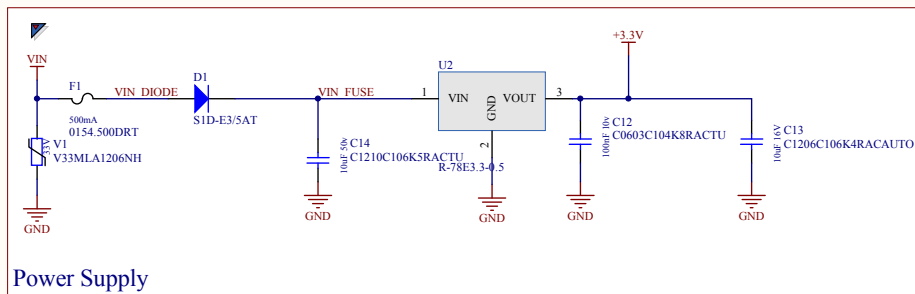 VIN
F1
500mA
0154.500DRT
VIN_DIODE
D1
S1D-E3/5AT
VIN_FUSE
33V
V1
V33MLA1206NH
GND
10uF 50v
C14
C1210C106K5RACTU
GND
U2
1
VIN
GND
VOUT
3
2
R-78E3.3-0.5
GND
+3.3V
100nF 10v
C12
C0603C104K8RACTU
GND
10uF 16V
C13
C1206C106K4RACAUTO
GND
Power Supply